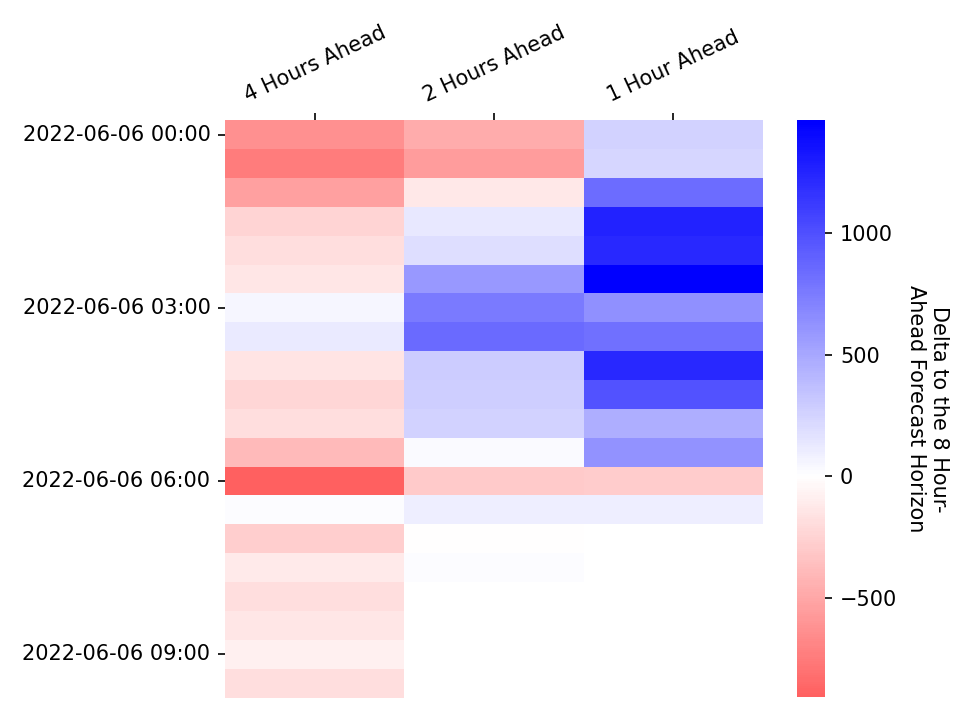 4 Hours Ahead
2 Hours Ahead
1 Hour Ahead
2022-06-06 00:00
2022-06-06 03:00
2022-06-06 06:00
2022-06-06 09:00
1000
500
0
−500
Delta to the 8 Hour-
Ahead Forecast Horizon